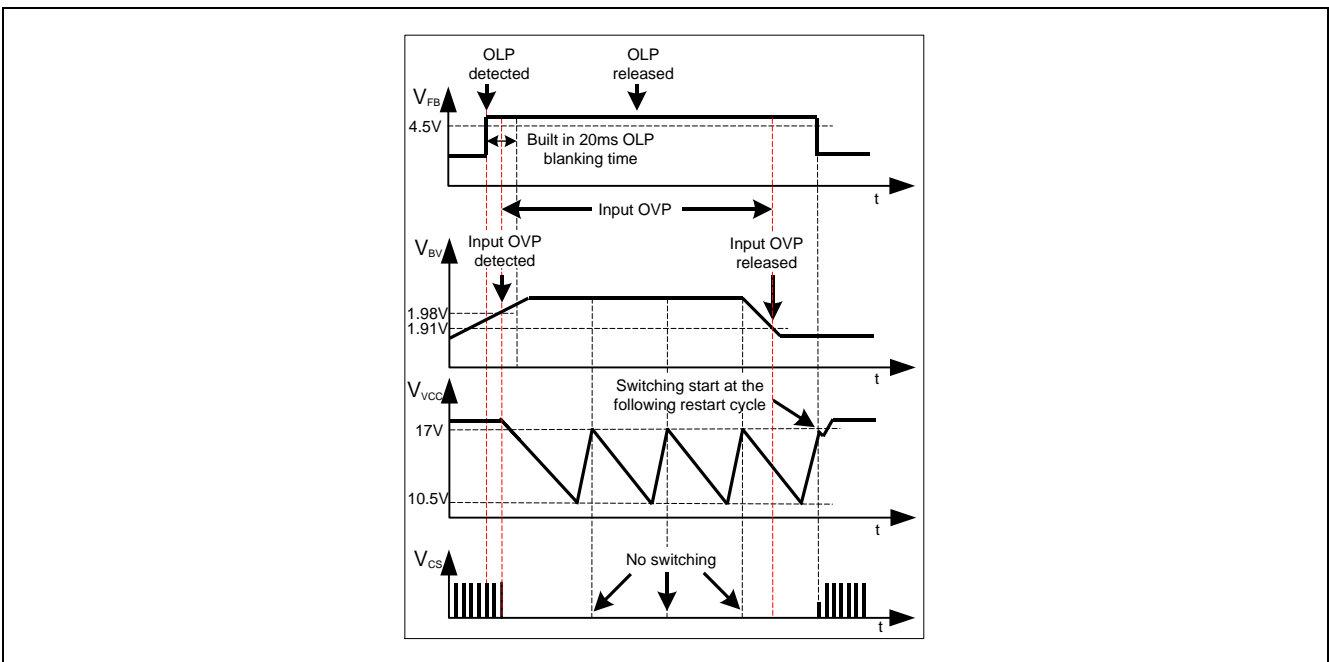 OLP
detected
OLP
released
VFB
4.5V
Built in 20ms OLP
blanking time
t
Input OVP
VBV
Input OVP
detected
Input OVP
released
1.98V
1.91V
t
VVCC
Switching start at the
following restart cycle
17V
10.5V
t
VCS
No switching
t